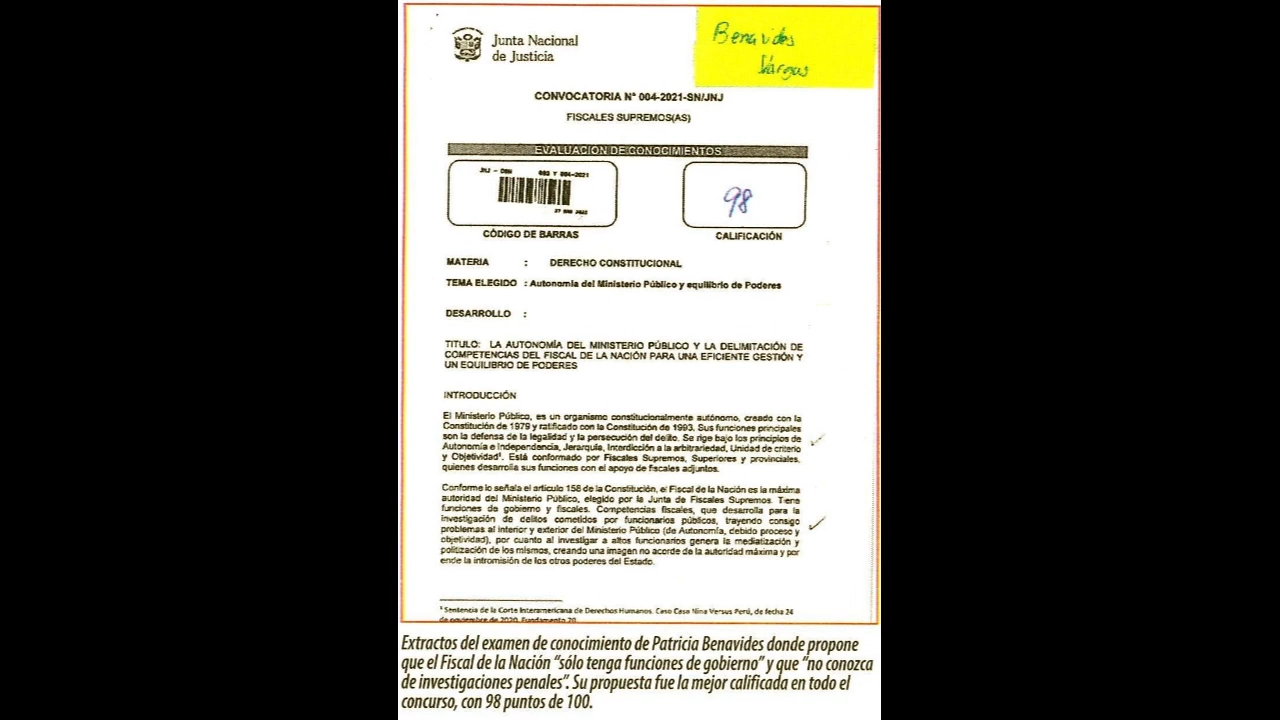 Junta Nacional
de Justicia
Benavides
Vargas
CONVOCATORIA N° 004-2021-SN/JNJ
FISCALES SUPREMOS(AS)
EVALUACIÓN DE CONOCIMIENTOS
JNJ - 003 Y 004-2021
98
CÓDIGO DE BARRAS
CALIFICACIÓN
MATERIA : DERECHO CONSTITUCIONAL
TEMA ELEGIDO : Autonomía del Ministerio Público y equilibrio de Poderes
DESARROLLO :
TITULO: LA AUTONOMÍA DEL MINISTERIO PÚBLICO Y LA DELIMITACIÓN DE
COMPETENCIAS DEL FISCAL DE LA NACIÓN PARA UNA EFICIENTE GESTIÓN Y
UN EQUILIBRIO DE PODERES
INTRODUCCIÓN
El Ministerio Público, es un organismo constitucionalmente autónomo, creado con la
Constitución de 1979 y ratificado con la Constitución de 1993. Sus funciones principales
son la defensa de la legalidad y la persecución del delito. Se rige bajo los principios de
Autonomía e Independencia, Jerarquía, Interdicción a la arbitrariedad, Unidad de criterio
y Objetividad¹. Está conformado por Fiscales Supremos, Superiores y provinciales,
quienes desarrolla sus funciones con el apoyo de fiscales adjuntos.
Conforme lo señala el artículo 158 de la Constitución, el Fiscal de la Nación es la máxima
autoridad del Ministerio Público, elegido por la Junta de Fiscales Supremos. Tiene
funciones de gobierno y fiscales. Competencias fiscales, que desarrolla para la
investigación de delitos cometidos por funcionarios públicos, trayendo consigo
problemas al interior y exterior del Ministerio Público (de Autonomía, debido proceso y
objetividad), por cuanto al investigar a altos funcionarios genera la mediatización y
politización de los mismos, creando una imagen no acorde de la autoridad máxima y por
ende la intromisión de los otros poderes del Estado.
¹ Sentencia de la Corte Interamericana de Derechos Humanos. Caso Casa Nina Versus Perú, de fecha 24
de noviembre de 2020. Fundamento 70.
Extractos del examen de conocimiento de Patricia Benavides donde propone
que el Fiscal de la Nación “sólo tenga funciones de gobierno” y que “no conozca
de investigaciones penales”. Su propuesta fue la mejor calificada en todo el
concurso, con 98 puntos de 100.